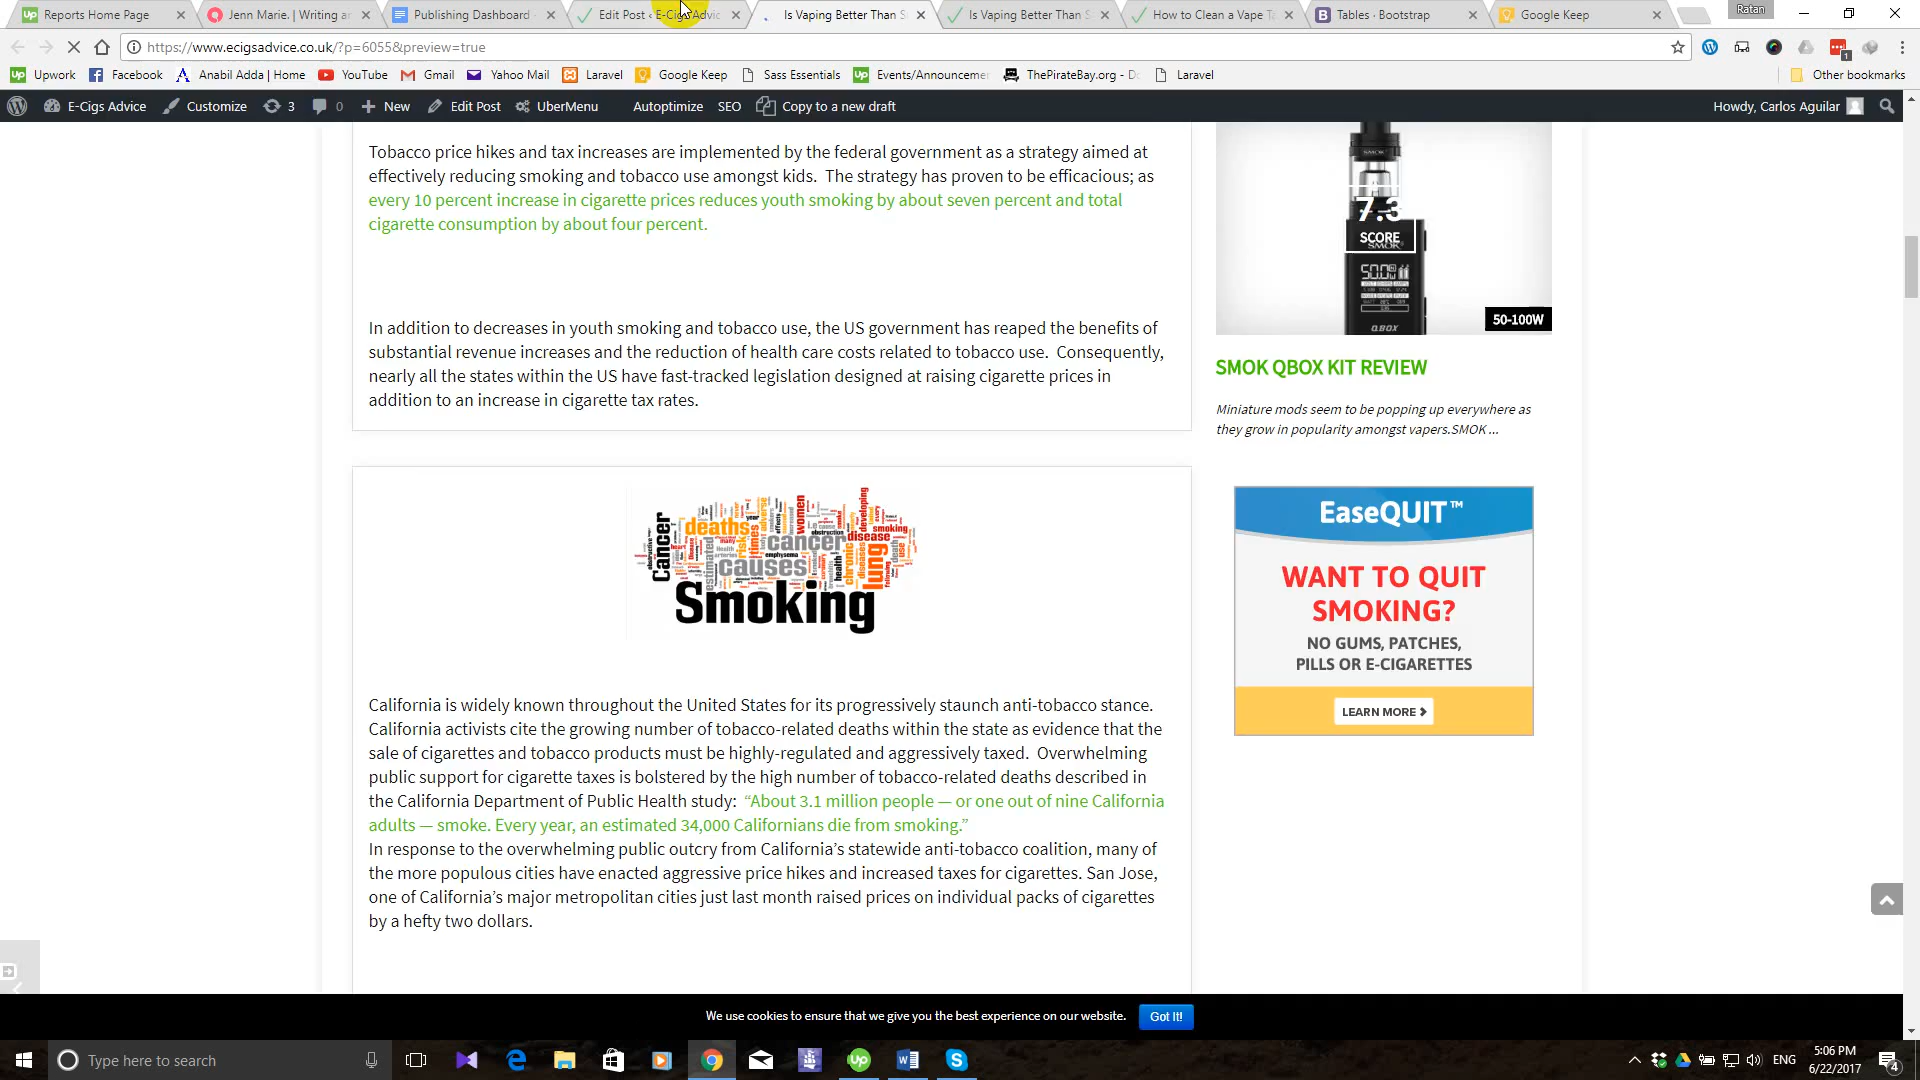 Reports Home Page
Jenn Marie. | Writing a
Publishing Dashboard
Edit Post ‹ E-Cigs Advic
Is Vaping Better Than S
Is Vaping Better Than S
How to Clean a Vape Ta
Tables · Bootstrap
Google Keep
Ratan
https://www.ecigsadvice.co.uk/?p=6055&preview=true
Upwork
Facebook
Anabil Adda | Home
YouTube
Gmail
Yahoo Mail
Laravel
Google Keep
Sass Essentials
Events/Announceme
ThePirateBay.org - Do
Laravel
Other bookmarks
E-Cigs Advice
Customize
3
0
New
Edit Post
UberMenu
Autoptimize
SEO
Copy to a new draft
Howdy, Carlos Aguilar
Tobacco price hikes and tax increases are implemented by the federal government as a strategy aimed at
effectively reducing smoking and tobacco use amongst kids.  The strategy has proven to be efficacious; as
every 10 percent increase in cigarette prices reduces youth smoking by about seven percent and total
cigarette consumption by about four percent.
In addition to decreases in youth smoking and tobacco use, the US government has reaped the benefits of
substantial revenue increases and the reduction of health care costs related to tobacco use.  Consequently,
nearly all the states within the US have fast-tracked legislation designed at raising cigarette prices in
addition to an increase in cigarette tax rates.
7.3
SCORE
SMOK
50.0
QBOX
50-100W
SMOK QBOX KIT REVIEW
Miniature mods seem to be popping up everywhere as
they grow in popularity amongst vapers.SMOK ...
deaths
Cancer
cancer
causes
women
developing
smoking
disease
chronic
lung
health
risk
times
adverse
estimated
emphysema
Smoking
EaseQUIT™
WANT TO QUIT
SMOKING?
NO GUMS, PATCHES,
PILLS OR E-CIGARETTES
LEARN MORE
California is widely known throughout the United States for its progressively staunch anti-tobacco stance.
California activists cite the growing number of tobacco-related deaths within the state as evidence that the
sale of cigarettes and tobacco products must be highly-regulated and aggressively taxed.  Overwhelming
public support for cigarette taxes is bolstered by the high number of tobacco-related deaths described in
the California Department of Public Health study:  “About 3.1 million people — or one out of nine California
adults — smoke. Every year, an estimated 34,000 Californians die from smoking.”
In response to the overwhelming public outcry from California’s statewide anti-tobacco coalition, many of
the more populous cities have enacted aggressive price hikes and increased taxes for cigarettes. San Jose,
one of California’s major metropolitan cities just last month raised prices on individual packs of cigarettes
by a hefty two dollars.
We use cookies to ensure that we give you the best experience on our website.
Got It!
Type here to search
ENG
5:06 PM
6/22/2017
4